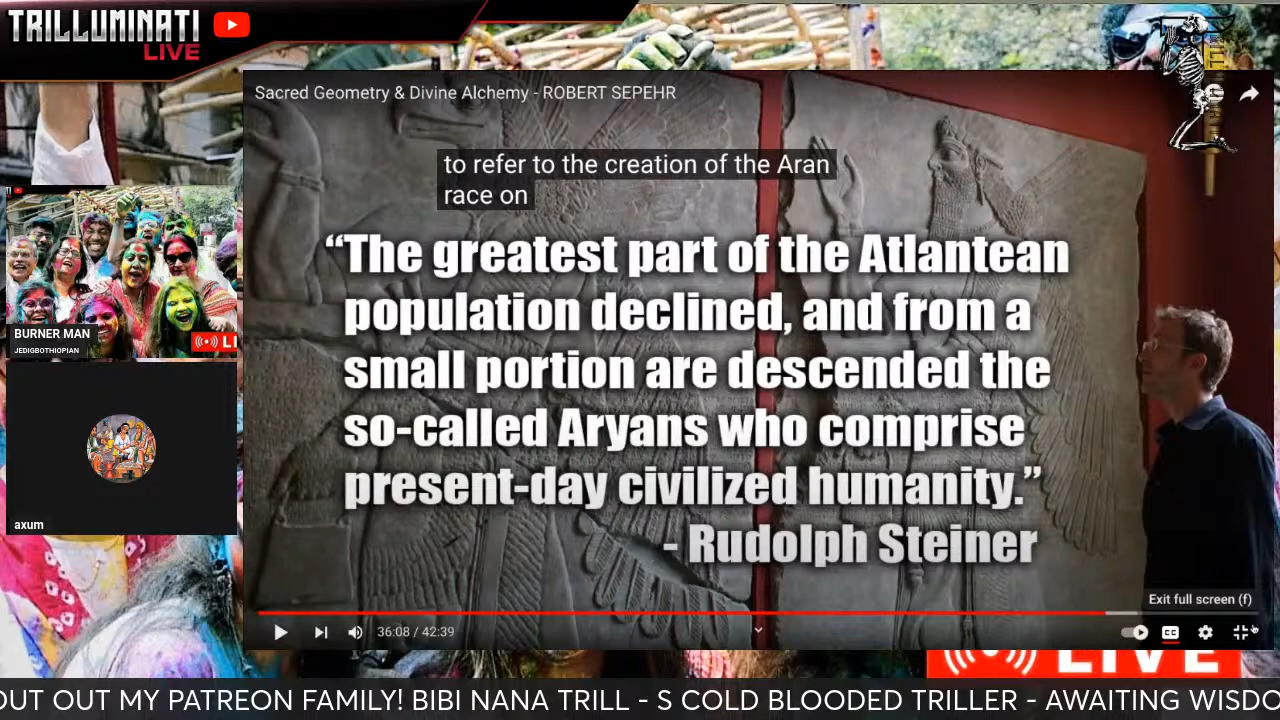 TRILLUMINATI
LIVE
Sacred Geometry & Divine Alchemy - ROBERT SEPEHR
to refer to the creation of the Aran
race on
“The greatest part of the Atlantean
population declined, and from a
small portion are descended the
so-called Aryans who comprise
present-day civilized humanity.”
- Rudolph Steiner
BURNER MAN
JEDIGBOTHIOPIAN
LI
axum
Exit full screen (f)
36:08 / 42:39
CC
LIVE
OUT OUT MY PATREON FAMILY! BIBI NANA TRILL - S COLD BLOODED TRILLER - AWAITING WISDO